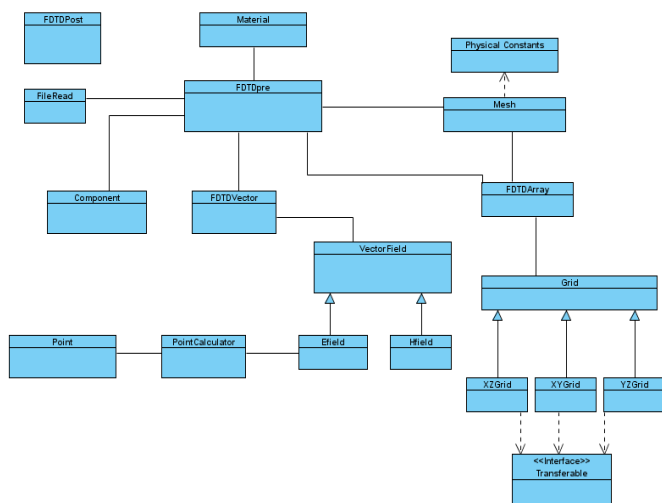 FDTDPost
Material
Physical Constants
FileRead
FDTDpre
Mesh
Component
FDTDVector
FDTDArray
VectorField
Grid
Point
PointCalculator
Efield
Hfield
XZGrid
XYGrid
YZGrid
<<Interface>>
Transferable